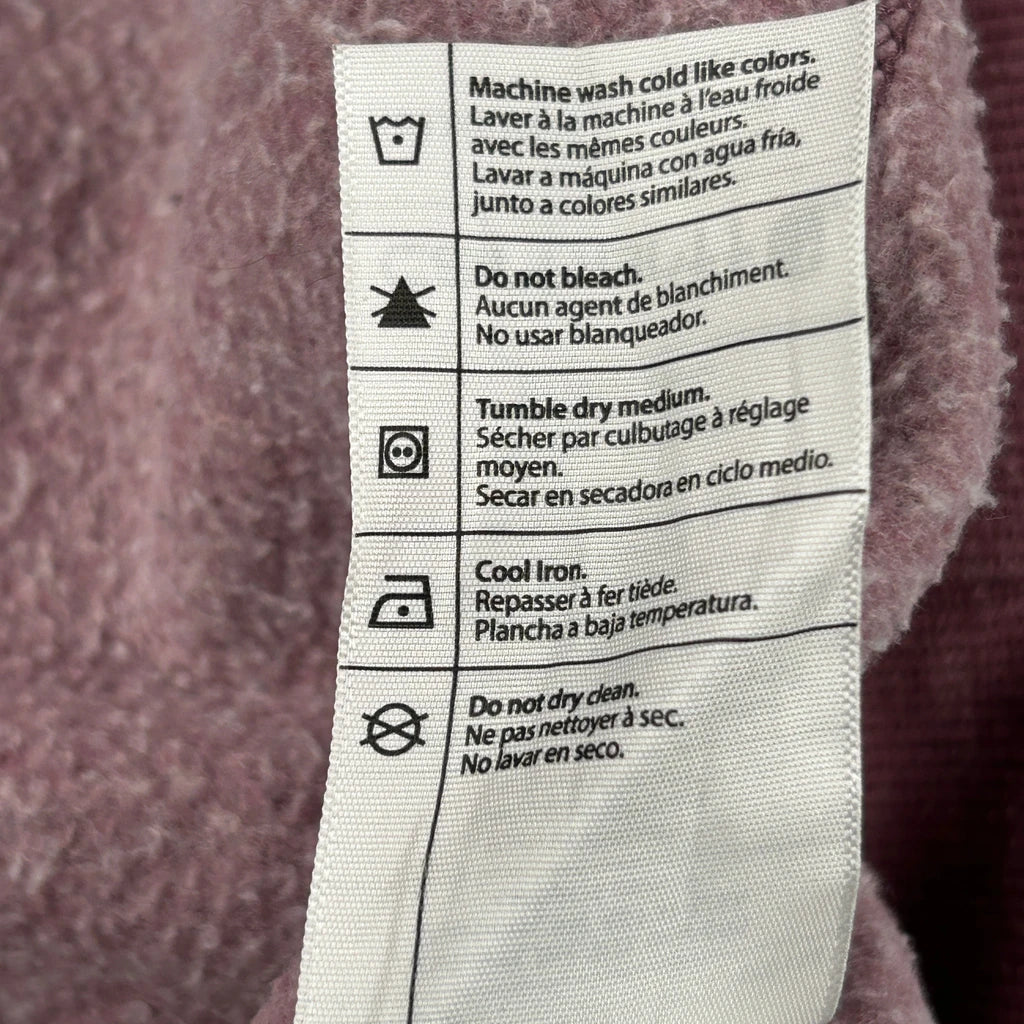 Machine wash cold like colors.
Laver à la machine à l'eau froide
avec les mêmes couleurs.
Lavar a máquina con agua fría,
junto a colores similares.
Do not bleach.
Aucun agent de blanchiment.
No usar blanqueador.
Tumble dry medium.
Sécher par culbutage à réglage
moyen.
Secar en secadora en ciclo medio.
Cool Iron.
Repasser à fer tiède.
Plancha a baja temperatura.
Do not dry clean.
Ne pas nettoyer à sec.
No lavar en seco.